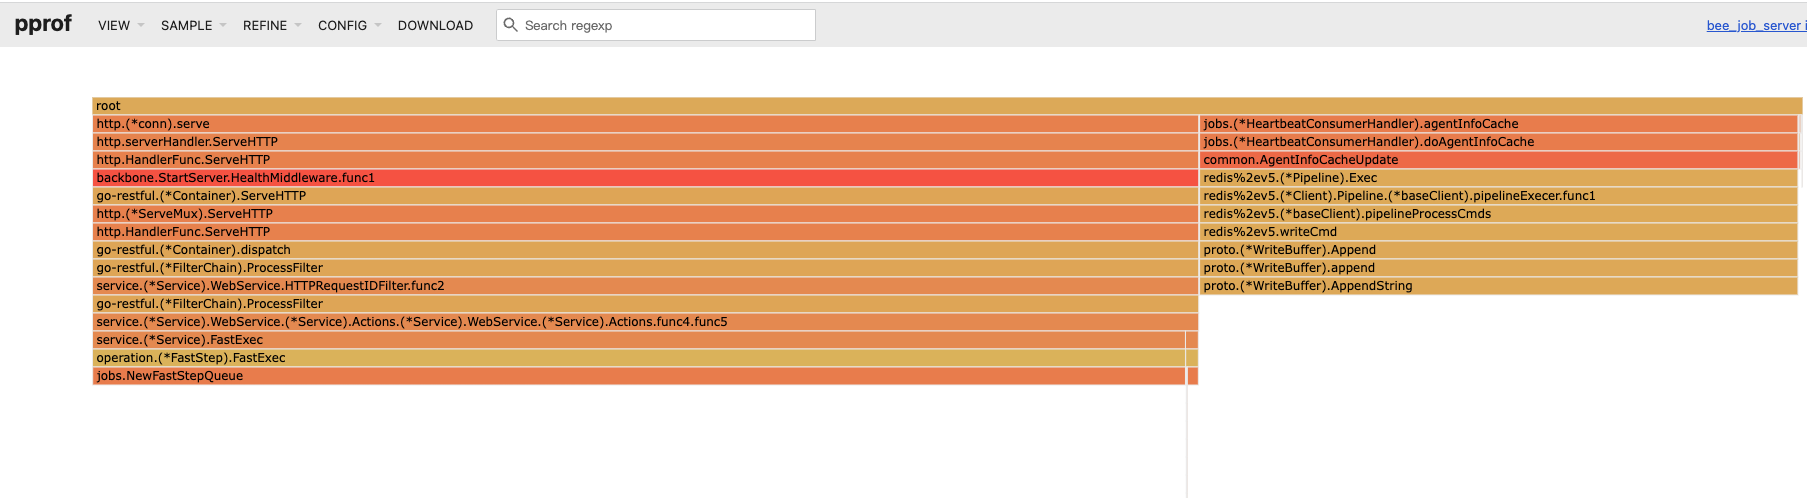 pprof VIEW SAMPLE REFINE CONFIG DOWNLOAD Search regexp bee_job_server i
root
http.(*conn).serve
jobs.(*HeartbeatConsumerHandler).agentInfoCache
http.serverHandler.ServeHTTP
jobs.(*HeartbeatConsumerHandler).doAgentInfoCache
http.HandlerFunc.ServeHTTP
common.AgentInfoCacheUpdate
backbone.StartServer.HealthMiddleware.func1
redis%2ev5.(*Pipeline).Exec
go-restful.(*Container).ServeHTTP
redis%2ev5.(*Client).Pipeline.(*baseClient).pipelineExecer.func1
http.(*ServeMux).ServeHTTP
redis%2ev5.(*baseClient).pipelineProcessCmds
http.HandlerFunc.ServeHTTP
redis%2ev5.writeCmd
go-restful.(*Container).dispatch
proto.(*WriteBuffer).Append
go-restful.(*FilterChain).ProcessFilter
proto.(*WriteBuffer).append
service.(*Service).WebService.HTTPRequestIDFilter.func2
proto.(*WriteBuffer).AppendString
go-restful.(*FilterChain).ProcessFilter
service.(*Service).WebService.(*Service).Actions.(*Service).WebService.(*Service).Actions.func4.func5
service.(*Service).FastExec
operation.(*FastStep).FastExec
jobs.NewFastStepQueue